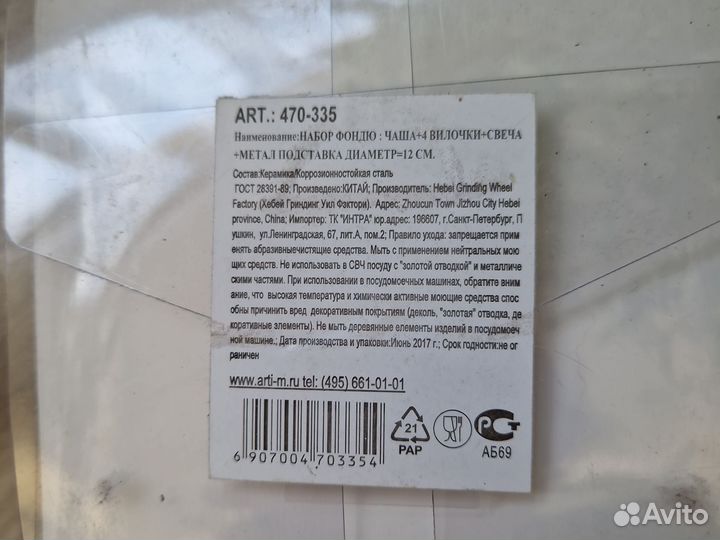 ART.: 470-335
Наименование:НАБОР ФОНДЮ : ЧАША+4 ВИЛОЧКИ+СВЕЧА
+МЕТАЛ ПОДСТАВКА ДИАМЕТР=12 СМ.
Состав:Керамика/Коррозионностойкая сталь
ГОСТ 28391-89; Произведено:КИТАЙ; Производитель: Hebei Grinding Wheel
Factory (Хебей Гриндинг Уил Фэктори). Адрес: Zhoucun Town Jizhou City Hebei
province, China; Импортер: ТК "ИНТРА" юр.адрес: 196607, г.Санкт-Петербург, П
ушкин, ул.Ленинградская, 67, лит.А, пом.2; Правило ухода: запрещается прим
енять абразивныечистящие средства. Мыть с применением нейтральных мою
щих средств. Не использовать в СВЧ посуду с "золотой отводкой" и металличе
скими частями. При использовании в посудомоечных машинах, обратите вним
ание, что высокая температура и химически активные моющие средства спос
обны причинить вред декоративным покрытиям (деколь, "золотая" отводка, де
коративные элементы). Не мыть деревянные элементы изделий в посудомоеч
ной машине.; Дата производства и упаковки:Июнь 2017 г.; Срок годности:не ог
раничен
www.arti-m.ru tel: (495) 661-01-01
6 907004 703354
21
PAP
РСТ
АБ69
Avito